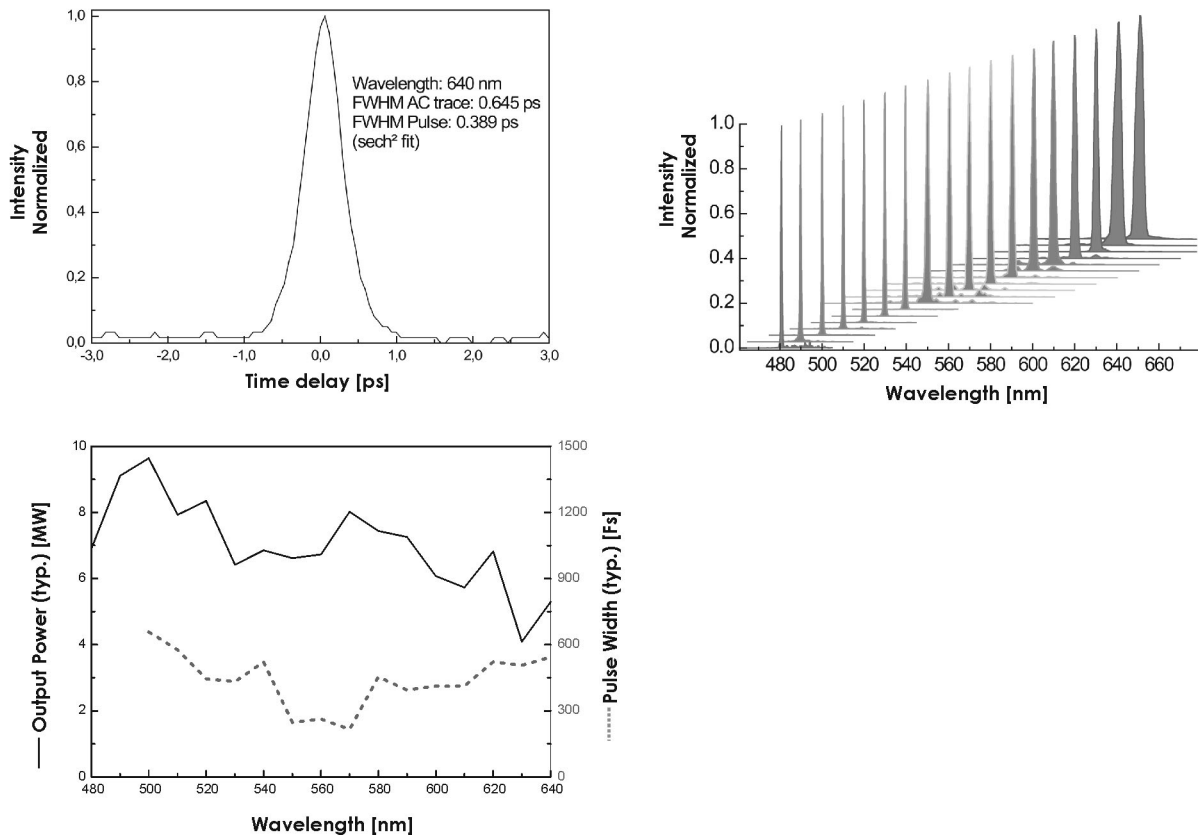 1,0
0,8
0,6
0,4
0,2
0,0
Intensity
Normalized
Wavelength: 640 nm
FWHM AC trace: 0.645 ps
FWHM Pulse: 0.389 ps
(sech² fit)
-3,0 -2,0 -1,0 0,0 1,0 2,0 3,0
Time delay [ps]
1.0
0.8
0.6
0.4
0.2
0.0
Intensity
Normalized
480 500 520 540 560 580 600 620 640 660
Wavelength [nm]
10
8
6
4
2
0
Output Power (typ.) [MW]
1500
1200
900
600
300
0
Pulse Width (typ.) [Fs]
480 500 520 540 560 580 600 620 640
Wavelength [nm]